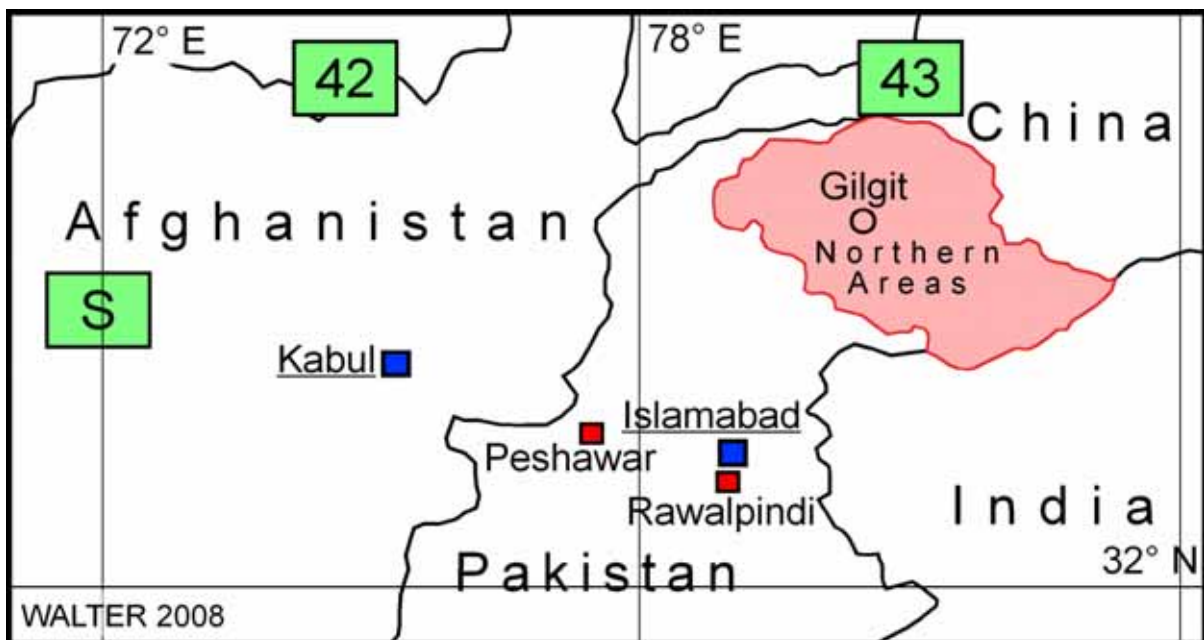 72° E
78° E
42
43
China
Gilgit
Afghanistan
Northern
Areas
S
Kabul
Islamabad
Peshawar
Rawalpindi
India
32° N
Pakistan
WALTER 2008